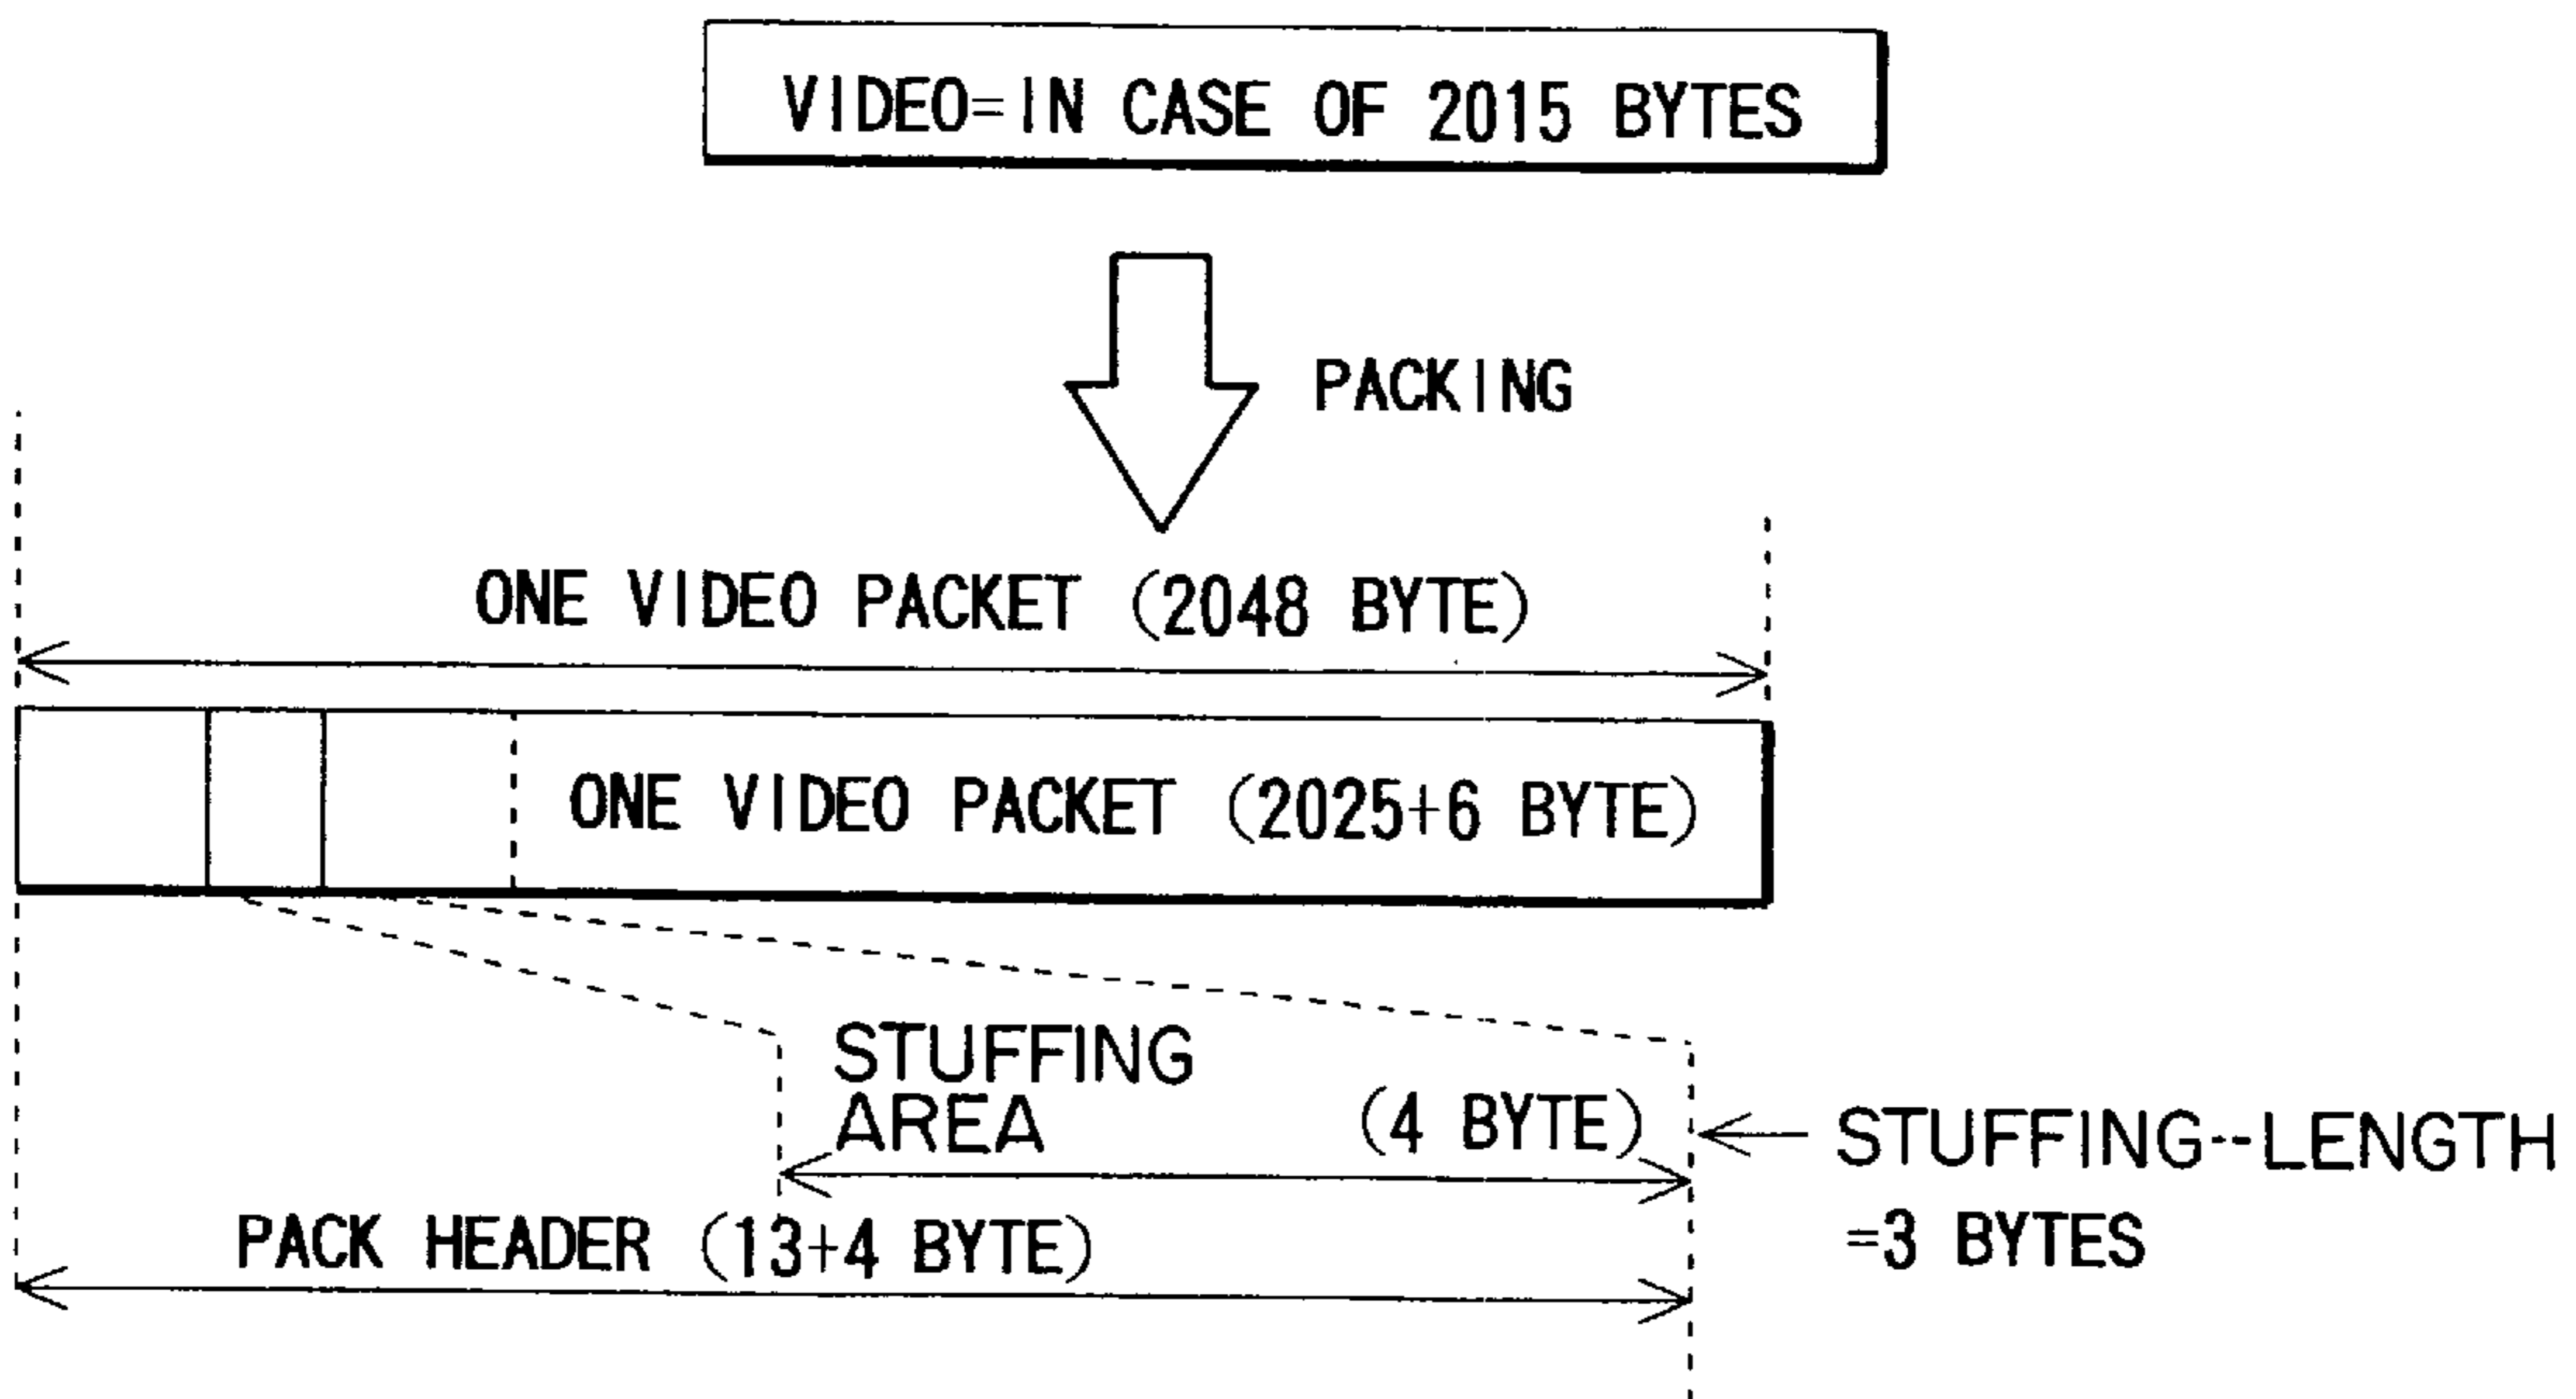 VIDEO=IN CASE OF 2015 BYTES
PACKING
ONE VIDEO PACKET (2048 BYTE)
ONE VIDEO PACKET (2025+6 BYTE)
STUFFING
AREA (4 BYTE)
STUFFING--LENGTH
=3 BYTES
PACK HEADER (13+4 BYTE)